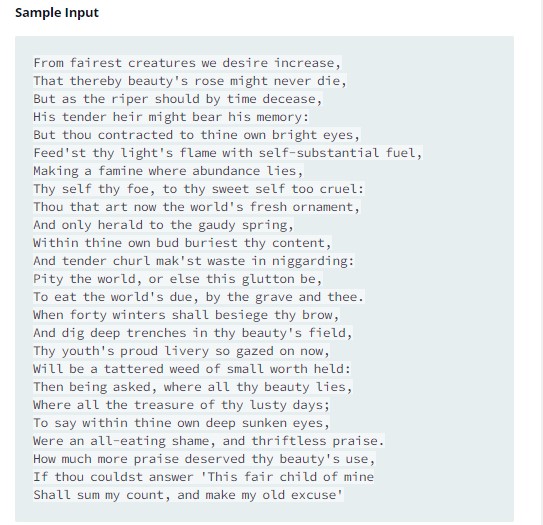 Sample Input
From fairest creatures we desire increase,
That thereby beauty's rose might never die,
But as the riper should by time decease,
His tender heir might bear his memory:
But thou contracted to thine own bright eyes,
Feed'st thy light's flame with self-substantial fuel,
Making a famine where abundance lies,
Thy self thy foe, to thy sweet self too cruel:
Thou that art now the world's fresh ornament,
And only herald to the gaudy spring,
Within thine own bud buriest thy content,
And tender churl mak'st waste in niggarding:
Pity the world, or else this glutton be,
To eat the world's due, by the grave and thee.
When forty winters shall besiege thy brow,
And dig deep trenches in thy beauty's field,
Thy youth's proud livery so gazed on now,
Will be a tattered weed of small worth held:
Then being asked, where all thy beauty lies,
Where all the treasure of thy lusty days;
To say within thine own deep sunken eyes,
Were an all-eating shame, and thriftless praise.
How much more praise deserved thy beauty's use,
If thou couldst answer 'This fair child of mine
Shall sum my count, and make my old excuse'